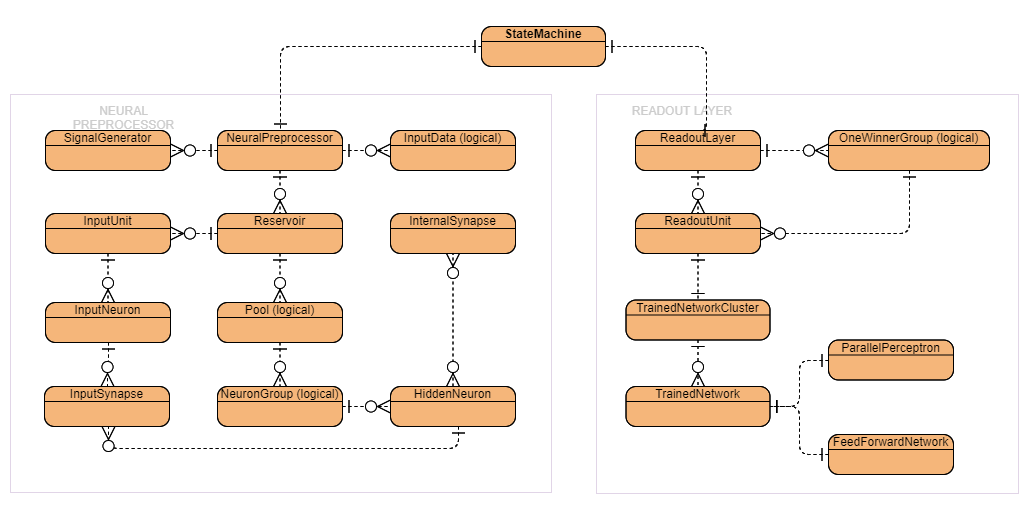 StateMachine
NEURAL
PREPROCESSOR
READOUT LAYER
SignalGenerator
NeuralPreprocessor
InputData (logical)
ReadoutLayer
OneWinnerGroup (logical)
InputUnit
Reservoir
InternalSynapse
ReadoutUnit
InputNeuron
Pool (logical)
TrainedNetworkCluster
ParallelPerceptron
InputSynapse
NeuronGroup (logical)
HiddenNeuron
TrainedNetwork
FeedForwardNetwork